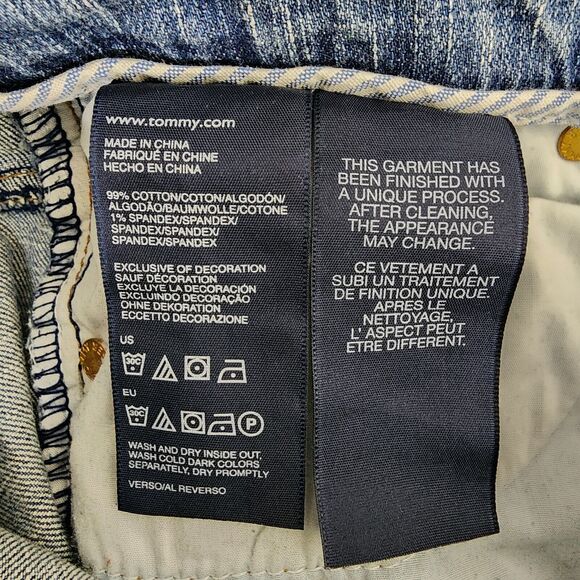 www.tommy.com
MADE IN CHINA
FABRIQUÉ EN CHINE
HECHO EN CHINA
99% COTTON/COTON/ALGODÓN/
ALGODÃO/BAUMWOLLE/COTONE
1% SPANDEX/SPANDEX/
SPANDEX/SPANDEX/
SPANDEX/SPANDEX
EXCLUSIVE OF DECORATION
SAUF DÉCORATION
EXCLUYE LA DECORACIÓN
EXCLUINDO DECORAÇÃO
OHNE DEKORATION
ECCETTO DECORAZIONE
US
30C
EU
30C P
WASH AND DRY INSIDE OUT,
WASH COLD DARK COLORS
SEPARATELY, DRY PROMPTLY
VERSO/AL REVERSO
THIS GARMENT HAS
BEEN FINISHED WITH
A UNIQUE PROCESS.
AFTER CLEANING,
THE APPEARANCE
MAY CHANGE.
CE VETEMENT A
SUBI UN TRAITEMENT
DE FINITION UNIQUE.
APRES LE
NETTOYAGE,
L' ASPECT PEUT
ETRE DIFFERENT.